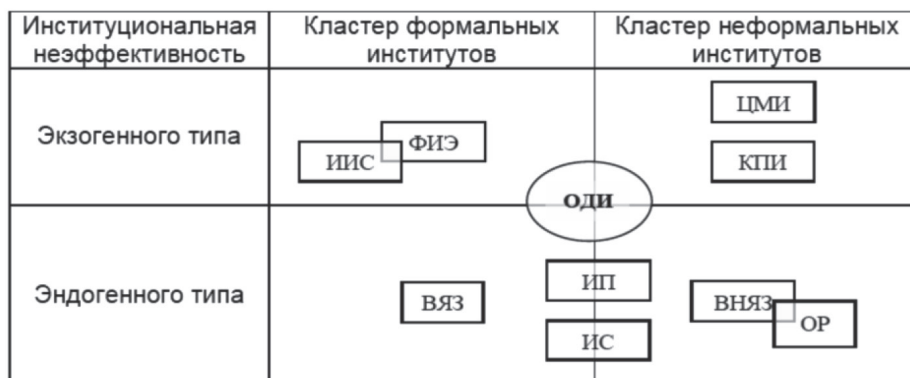 Институциональная
неэффективность
Кластер формальных
институтов
Кластер неформальных
институтов
Экзогенного типа
ИИС
ФИЭ
ЦМИ
КПИ
ОДИ
Эндогенного типа
ВЯЗ
ИП
ИС
ВНЯЗ
ОР